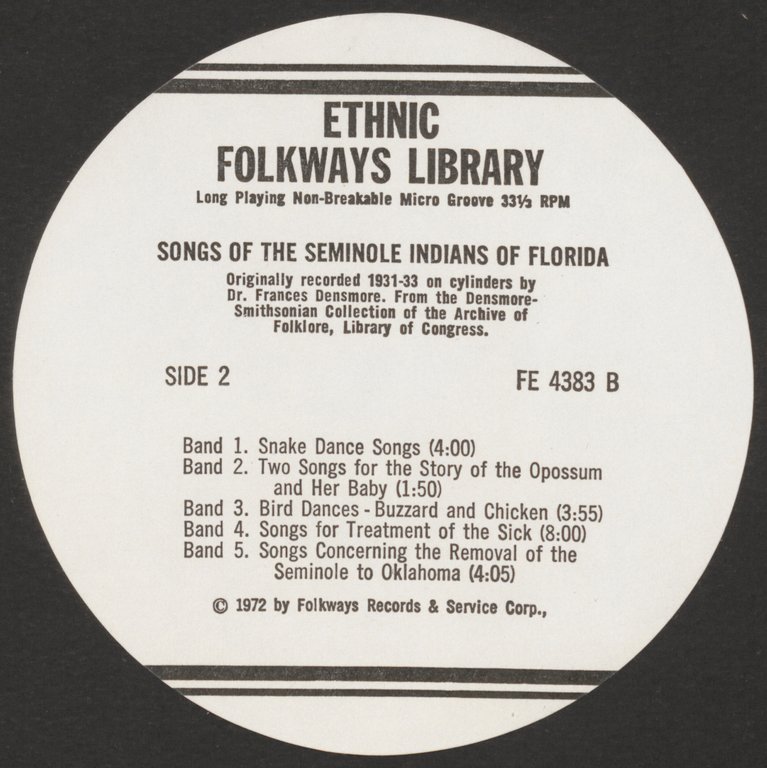 ETHNIC
FOLKWAYS LIBRARY
Long Playing Non-Breakable Micro Groove 33⅓ RPM
SONGS OF THE SEMINOLE INDIANS OF FLORIDA
Originally recorded 1931-33 on cylinders by
Dr. Frances Densmore. From the Densmore-
Smithsonian Collection of the Archive of
Folklore, Library of Congress.
SIDE 2 FE 4383 B
Band 1. Snake Dance Songs (4:00)
Band 2. Two Songs for the Story of the Opossum
and Her Baby (1:50)
Band 3. Bird Dances - Buzzard and Chicken (3:55)
Band 4. Songs for Treatment of the Sick (8:00)
Band 5. Songs Concerning the Removal of the
Seminole to Oklahoma (4:05)
© 1972 by Folkways Records & Service Corp.,